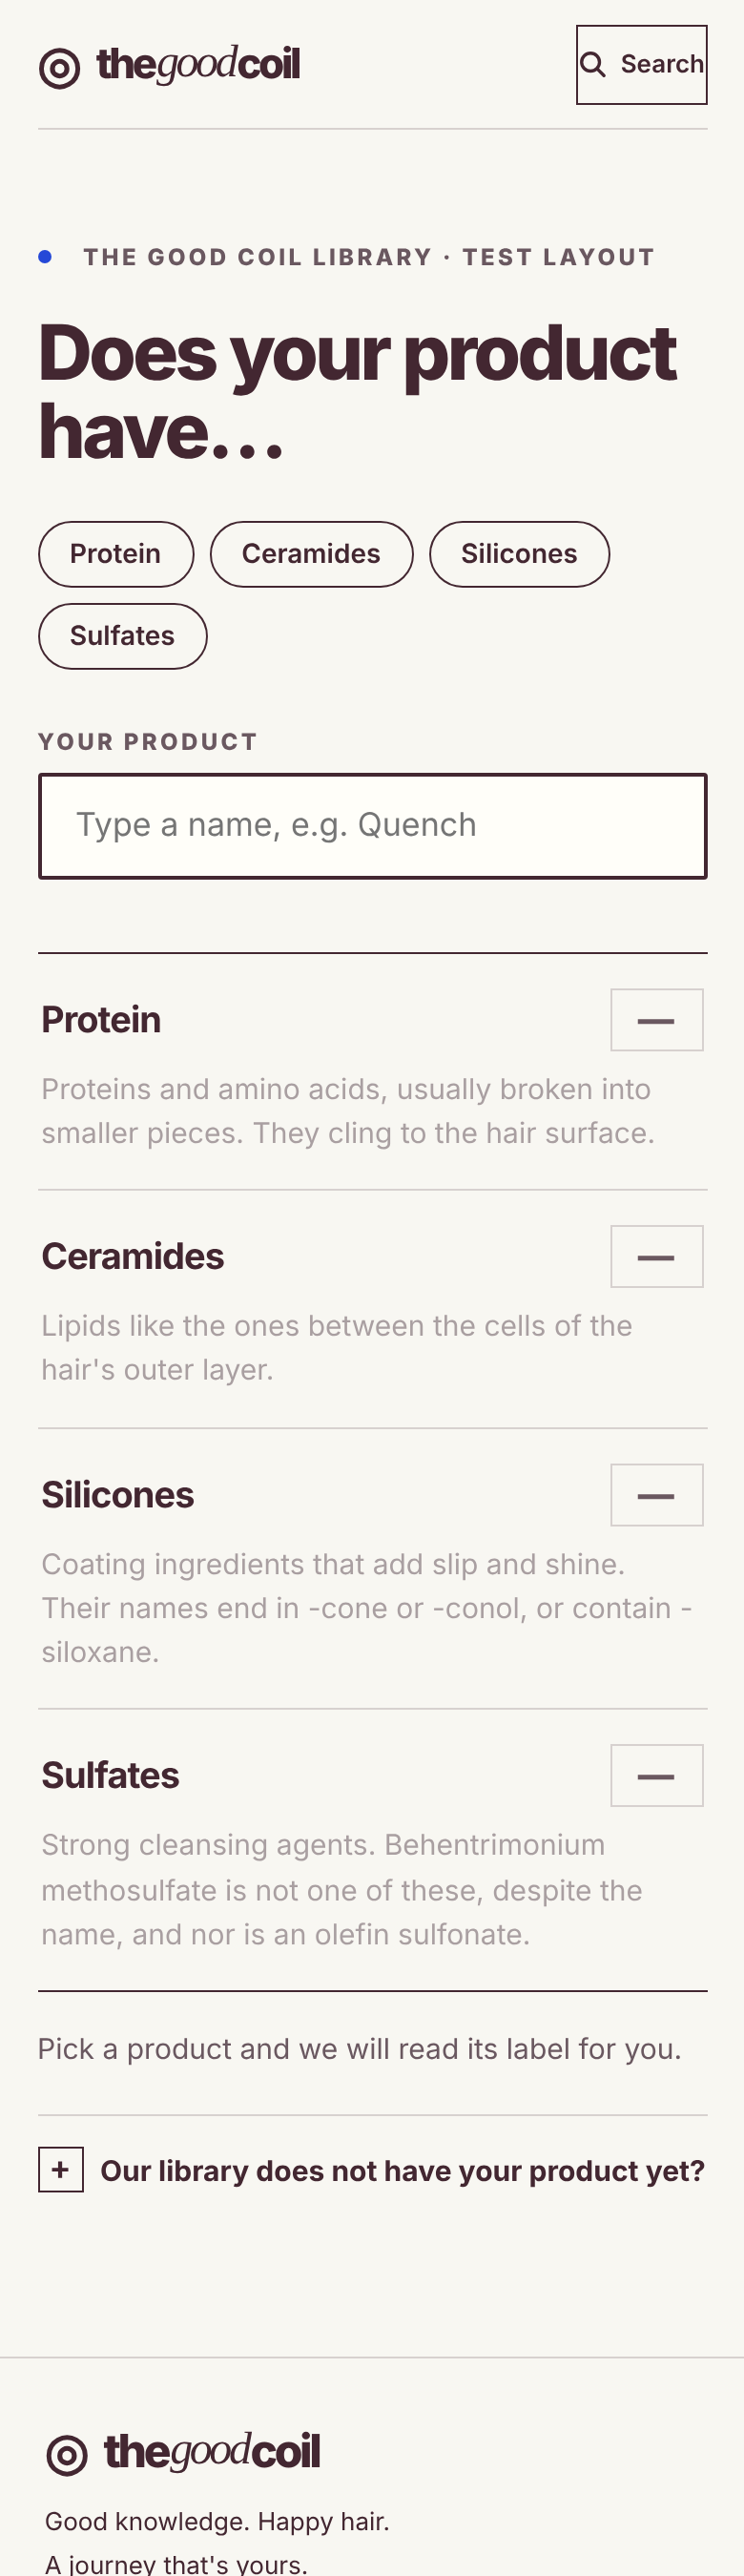 thegoodcoil
Search
THE GOOD COIL LIBRARY · TEST LAYOUT
Does your product
have...
Protein
Ceramides
Silicones
Sulfates
YOUR PRODUCT
Type a name, e.g. Quench
Protein
—
Proteins and amino acids, usually broken into
smaller pieces. They cling to the hair surface.
Ceramides
—
Lipids like the ones between the cells of the
hair's outer layer.
Silicones
—
Coating ingredients that add slip and shine.
Their names end in -cone or -conol, or contain -
siloxane.
Sulfates
—
Strong cleansing agents. Behentrimonium
methosulfate is not one of these, despite the
name, and nor is an olefin sulfonate.
Pick a product and we will read its label for you.
+ Our library does not have your product yet?
thegoodcoil
Good knowledge. Happy hair.
A journey that's yours.